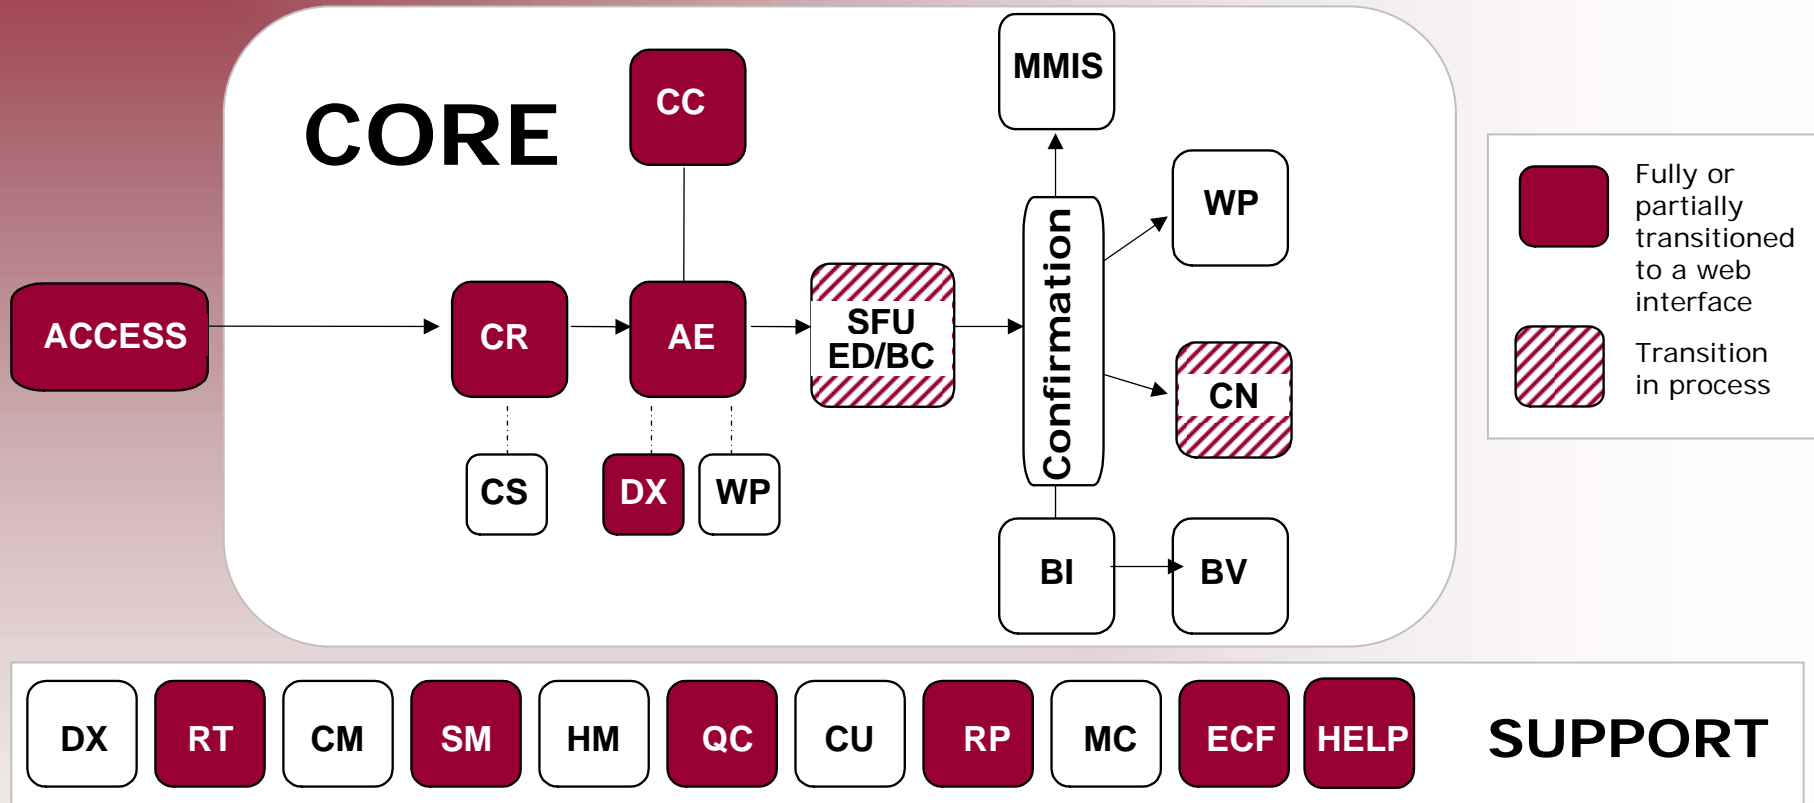 CORE
CC
MMIS
WP
ACCESS
CR
AE
SFU
ED/BC
Confirmation
CN
CS
DX
WP
BI
BV
Fully or
partially
transitioned
to a web
interface
Transition
in process
DX
RT
CM
SM
HM
QC
CU
RP
MC
ECF
HELP
SUPPORT